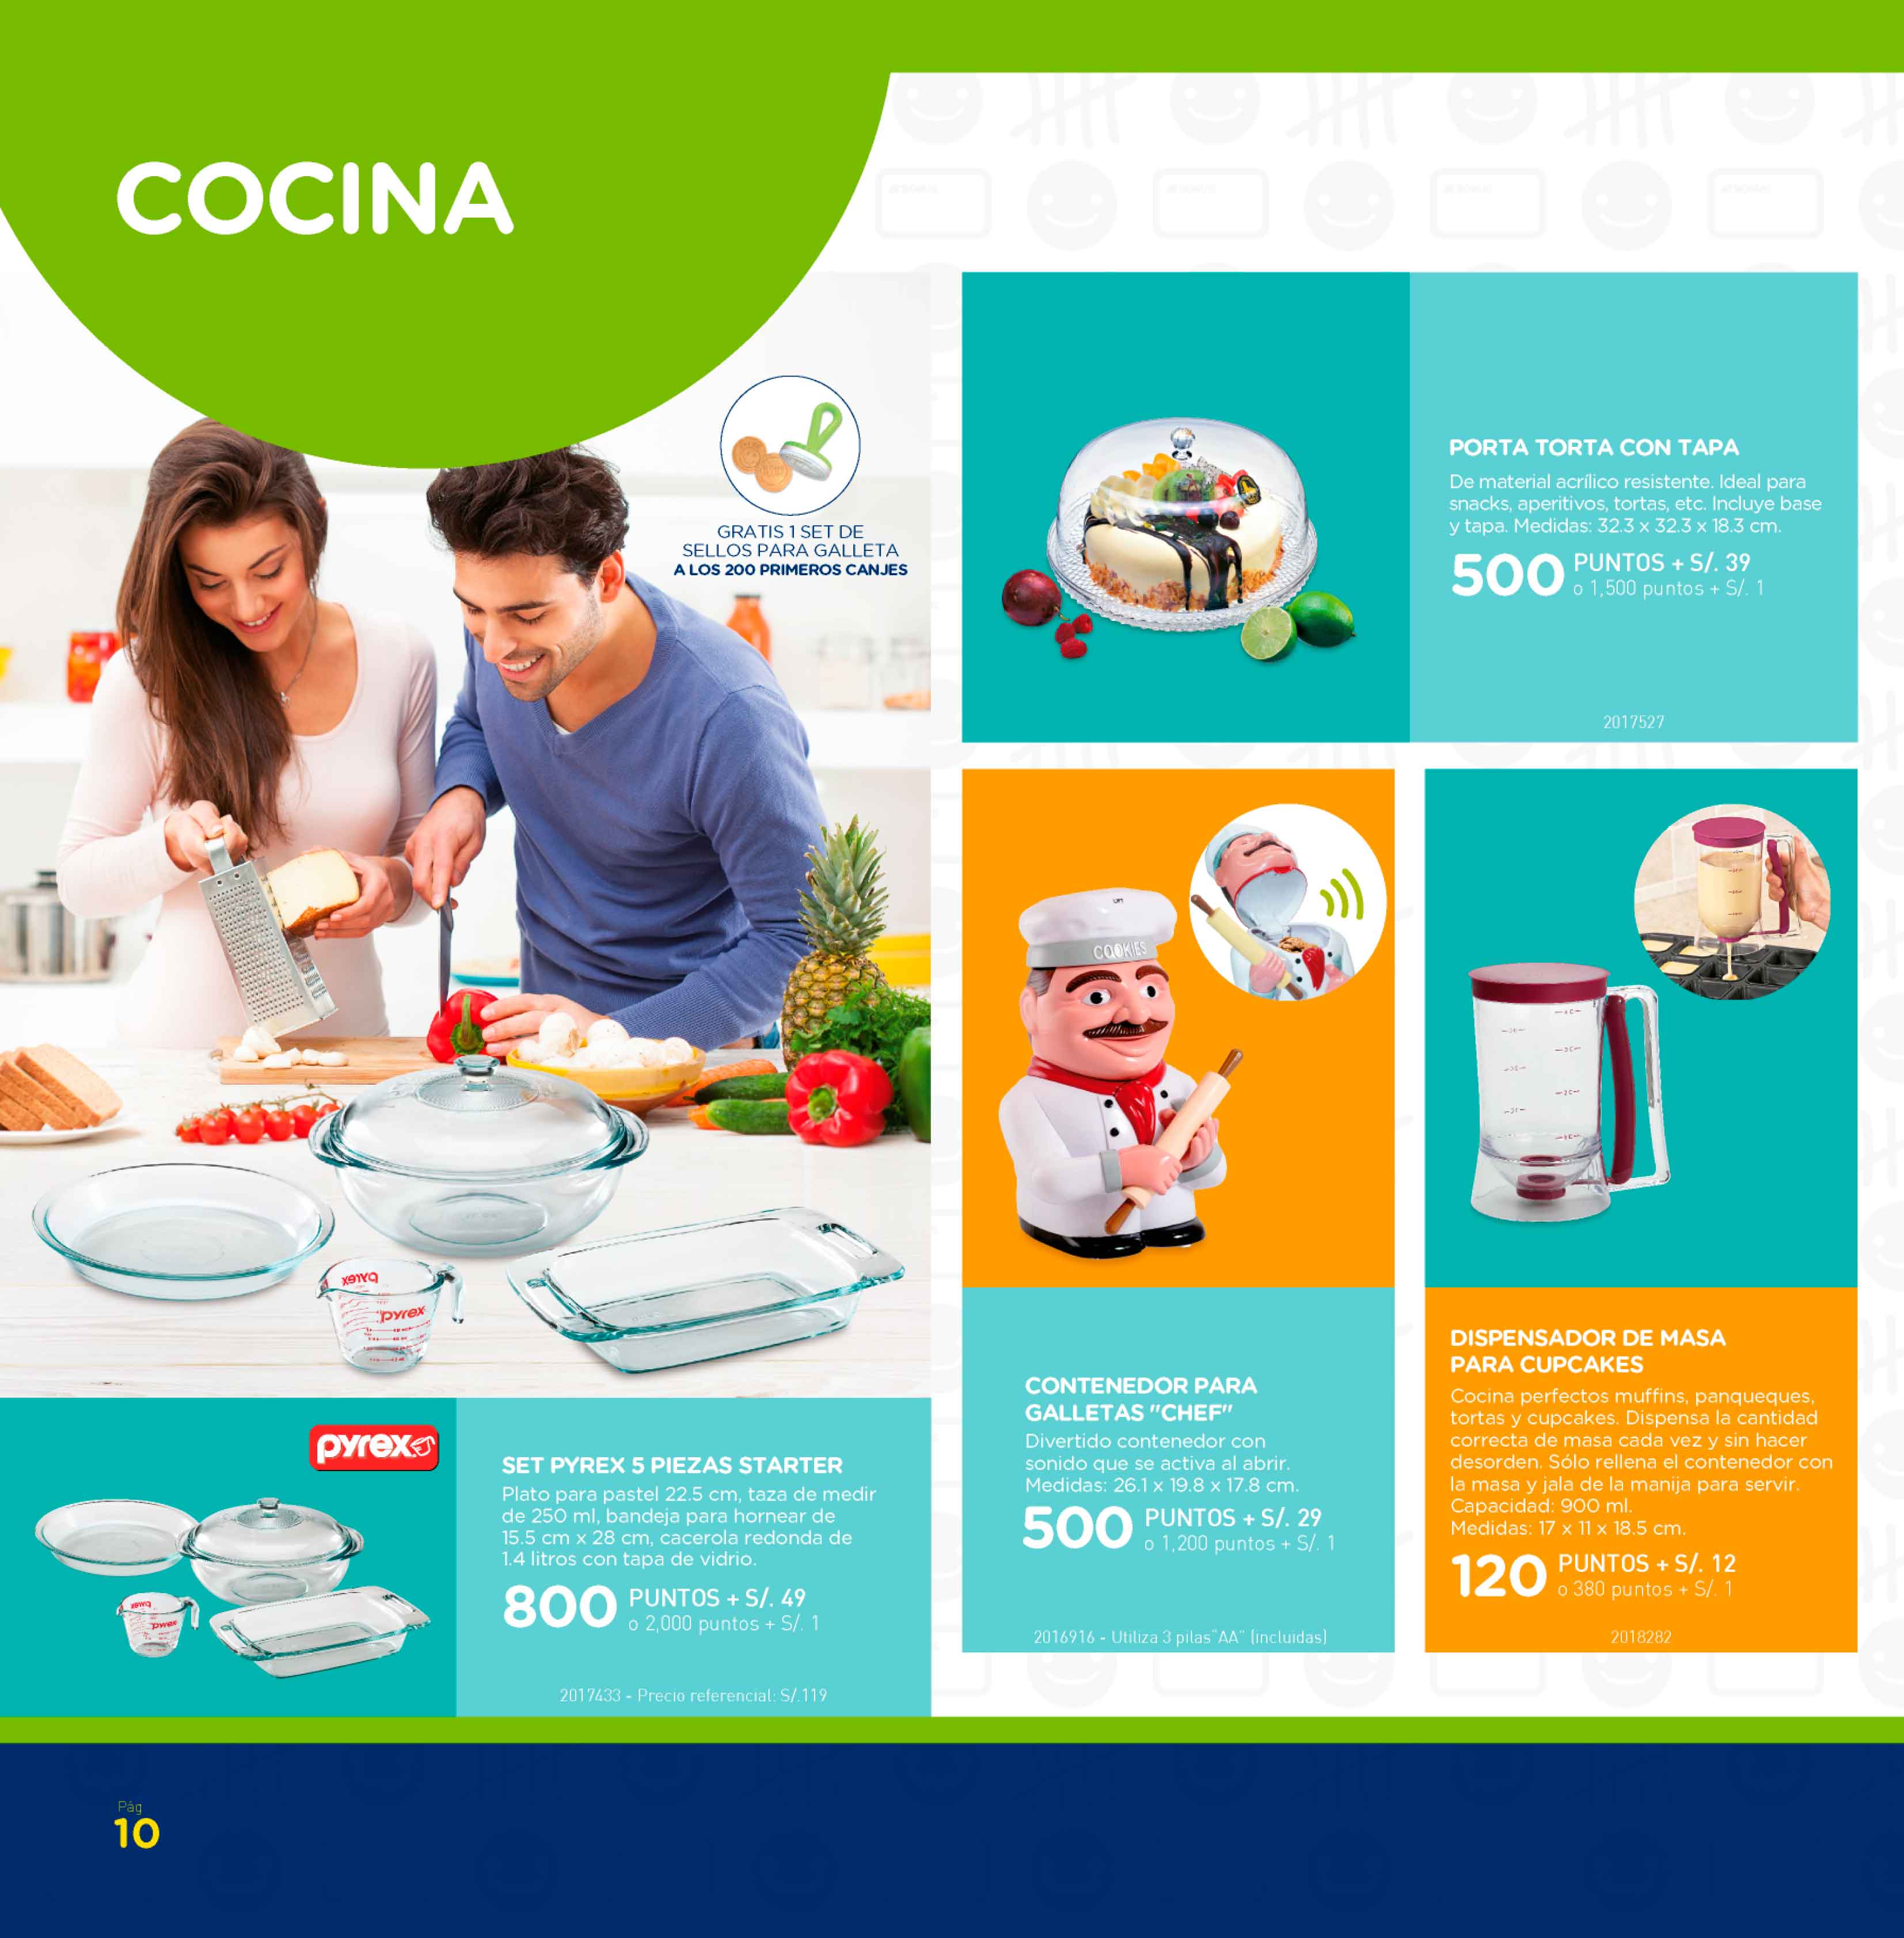 COCINA
GRATIS 1 SET DE
SELLOS PARA GALLETA
A LOS 200 PRIMEROS CANJES
pyrex
pyrex
pyrex
SET PYREX 5 PIEZAS STARTER
Plato para pastel 22.5 cm, taza de medir
de 250 ml, bandeja para hornear de
15.5 cm x 28 cm, cacerola redonda de
1.4 litros con tapa de vidrio.
800 PUNTOS + S/. 49
o 2,000 puntos + S/. 1
2017433 - Precio referencial: S/.119
PORTA TORTA CON TAPA
De material acrílico resistente. Ideal para
snacks, aperitivos, tortas, etc. Incluye base
y tapa. Medidas: 32.3 x 32.3 x 18.3 cm.
500 PUNTOS + S/. 39
o 1,500 puntos + S/. 1
2017527
COOKIES
CONTENEDOR PARA
GALLETAS "CHEF"
Divertido contenedor con
sonido que se activa al abrir.
Medidas: 26.1 x 19.8 x 17.8 cm.
500 PUNTOS + S/. 29
o 1,200 puntos + S/. 1
2016916 - Utiliza 3 pilas "AA" (incluidas)
DISPENSADOR DE MASA
PARA CUPCAKES
Cocina perfectos muffins, panqueques,
tortas y cupcakes. Dispensa la cantidad
correcta de masa cada vez y sin hacer
desorden. Sólo rellena el contenedor con
la masa y jala de la manija para servir.
Capacidad: 900 ml.
Medidas: 17 x 11 x 18.5 cm.
120 PUNTOS + S/. 12
o 380 puntos + S/. 1
2018282
Pág
10